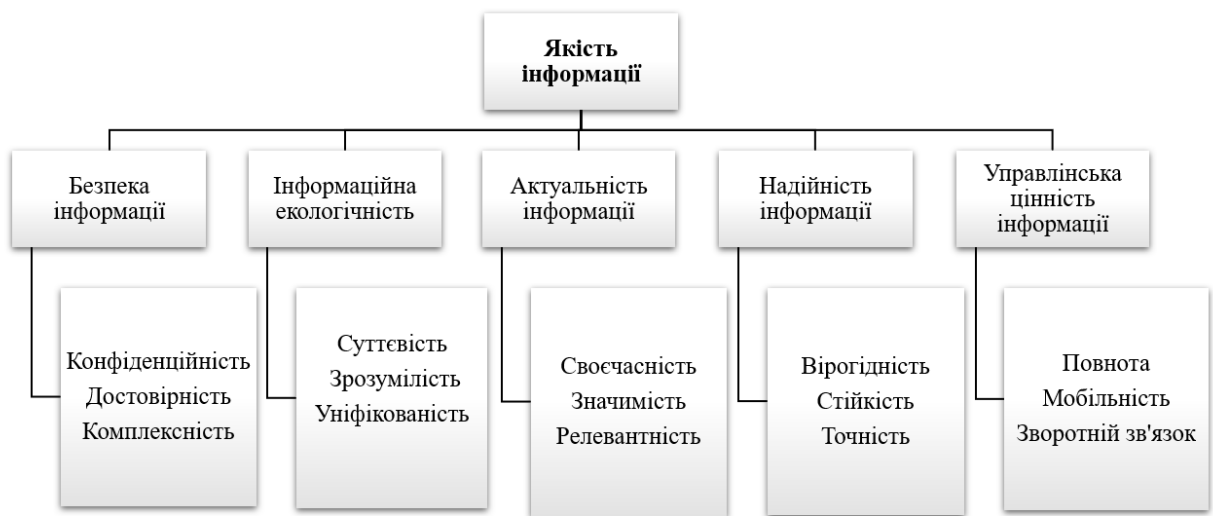 Якість
інформації
Безпека
інформації
Інформаційна
екологічність
Актуальність
інформації
Надійність
інформації
Управлінська
цінність
інформації
Конфіденційність
Достовірність
Комплексність
Суттєвість
Зрозумілість
Уніфікованість
Своєчасність
Значимість
Релевантність
Вірогідність
Стійкість
Точність
Повнота
Мобільність
Зворотній зв'язок